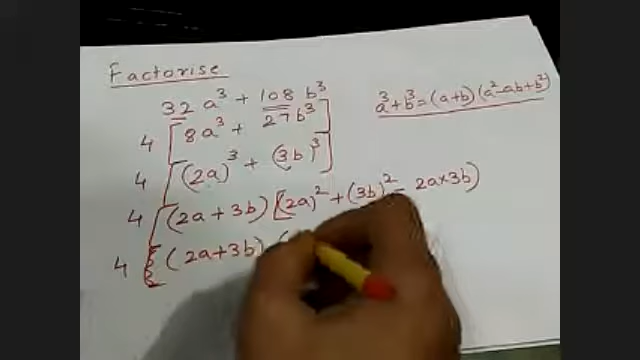 Factorise
32 a³ + 108 b³
a³+b³=(a+b)(a²-ab+b²)
4 [8a³ + 27b³]
4 [(2a)³ + (3b)³]
4 [(2a + 3b) [(2a)² + (3b)² - 2a×3b)
4 [(2a+3b) (